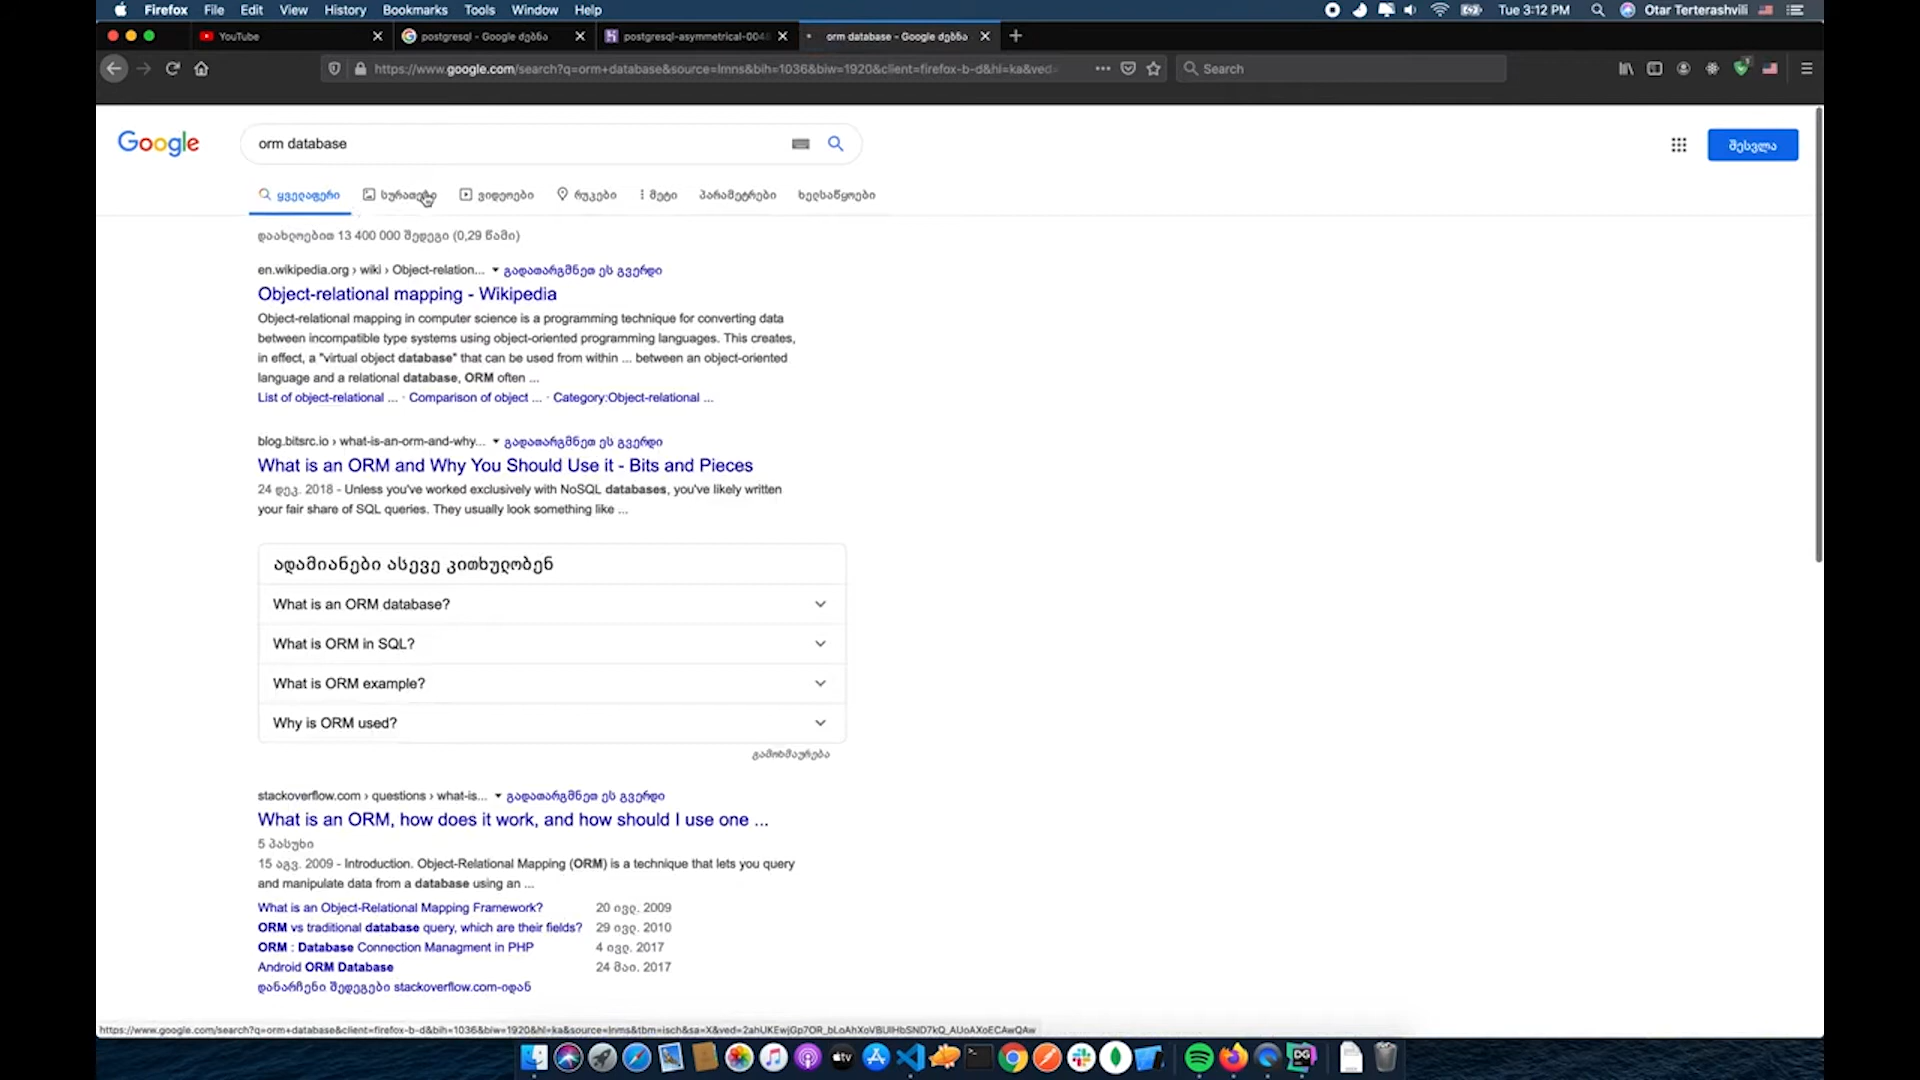 Firefox File Edit View History Bookmarks Tools Window Help Tue 3:12 PM Otar Terterashvili
YouTube postgresql - Google ძებნა postgresql-asymmetrical-004 orm database - Google ძებნა
https://www.google.com/search?q=orm+database&source=lmns&bih=1036&biw=1920&client=firefox-b-d&hl=ka&ved= Search
Google orm database შესვლა
ყველაფერი სურათები ვიდეოები რუკები მეტი პარამეტრები ხელსაწყოები
დაახლოებით 13 400 000 შედეგი (0,29 წამი)
en.wikipedia.org › wiki › Object-relation... გადათარგმნეთ ეს გვერდი
Object-relational mapping - Wikipedia
Object-relational mapping in computer science is a programming technique for converting data
between incompatible type systems using object-oriented programming languages. This creates,
in effect, a "virtual object database" that can be used from within ... between an object-oriented
language and a relational database, ORM often ...
List of object-relational ... · Comparison of object ... · Category:Object-relational ...
blog.bitsrc.io › what-is-an-orm-and-why... გადათარგმნეთ ეს გვერდი
What is an ORM and Why You Should Use it - Bits and Pieces
24 დეკ. 2018 - Unless you've worked exclusively with NoSQL databases, you've likely written
your fair share of SQL queries. They usually look something like ...
ადამიანები ასევე კითხულობენ
What is an ORM database?
What is ORM in SQL?
What is ORM example?
Why is ORM used?
გამოხმაურება
stackoverflow.com › questions › what-is... გადათარგმნეთ ეს გვერდი
What is an ORM, how does it work, and how should I use one ...
5 პასუხი
15 აგვ. 2009 - Introduction. Object-Relational Mapping (ORM) is a technique that lets you query
and manipulate data from a database using an ...
What is an Object-Relational Mapping Framework? 20 ივლ. 2009
ORM vs traditional database query, which are their fields? 29 ივლ. 2010
ORM : Database Connection Managment in PHP 4 ივლ. 2017
Android ORM Database 24 მაი. 2017
დანარჩენი შედეგები stackoverflow.com-იდან